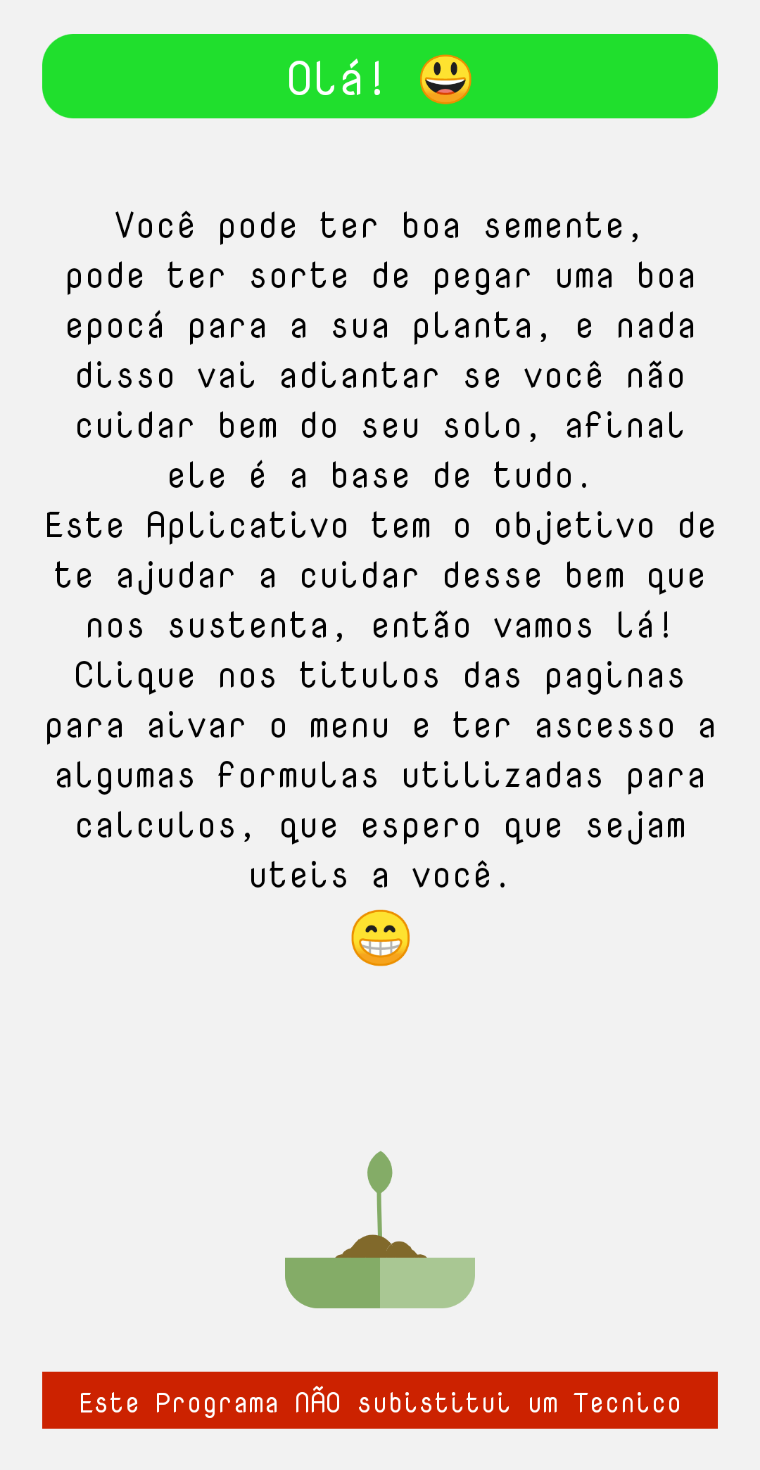 Olá! 😃
Você pode ter boa semente,
pode ter sorte de pegar uma boa
epocá para a sua planta, e nada
disso vai adiantar se você não
cuidar bem do seu solo, afinal
ele é a base de tudo.
Este Aplicativo tem o objetivo de
te ajudar a cuidar desse bem que
nos sustenta, então vamos lá!
Clique nos titulos das paginas
para aivar o menu e ter ascesso a
algumas formulas utilizadas para
calculos, que espero que sejam
uteis a você.
😁
Este Programa NÃO subistitui um Tecnico